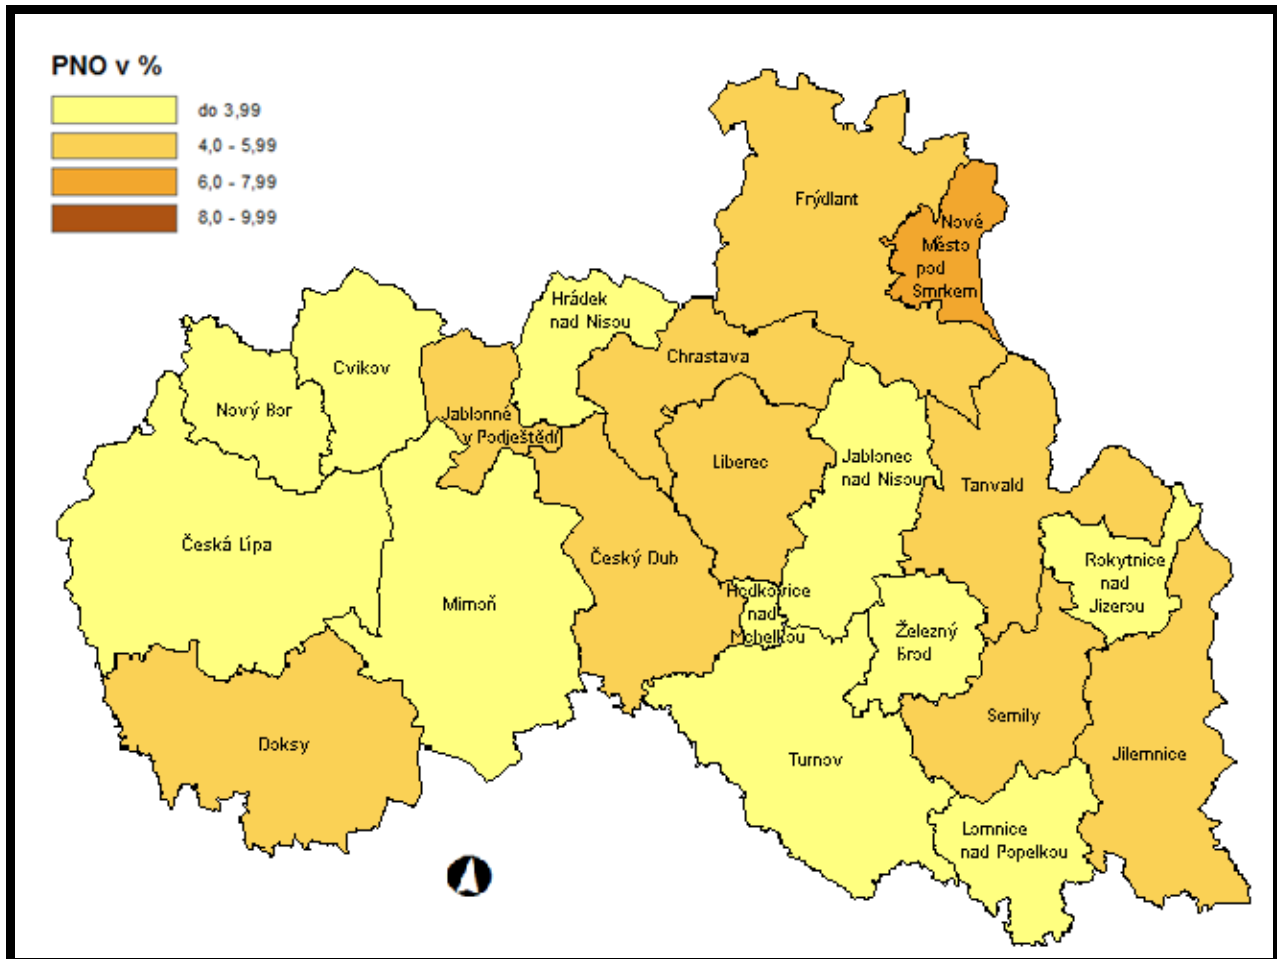 PNO v %
do 3,99
4,0 - 5,99
6,0 - 7,99
8,0 - 9,99
Frýdlant
Nové
Město
pod
Smrkem
Hrádek
nad Nisou
Chrastava
Cvikov
Nový Bor
Jablonné
v Podještědí
Liberec
Jablonec
nad Nisou
Tanvald
Česká Lípa
Český Dub
Mimoň
Rokytnice
nad
Jizerou
Hodkovice
nad
Mohelkou
Železný
Brod
Semily
Doksy
Turnov
Jilemnice
Lomnice
nad Popelkou